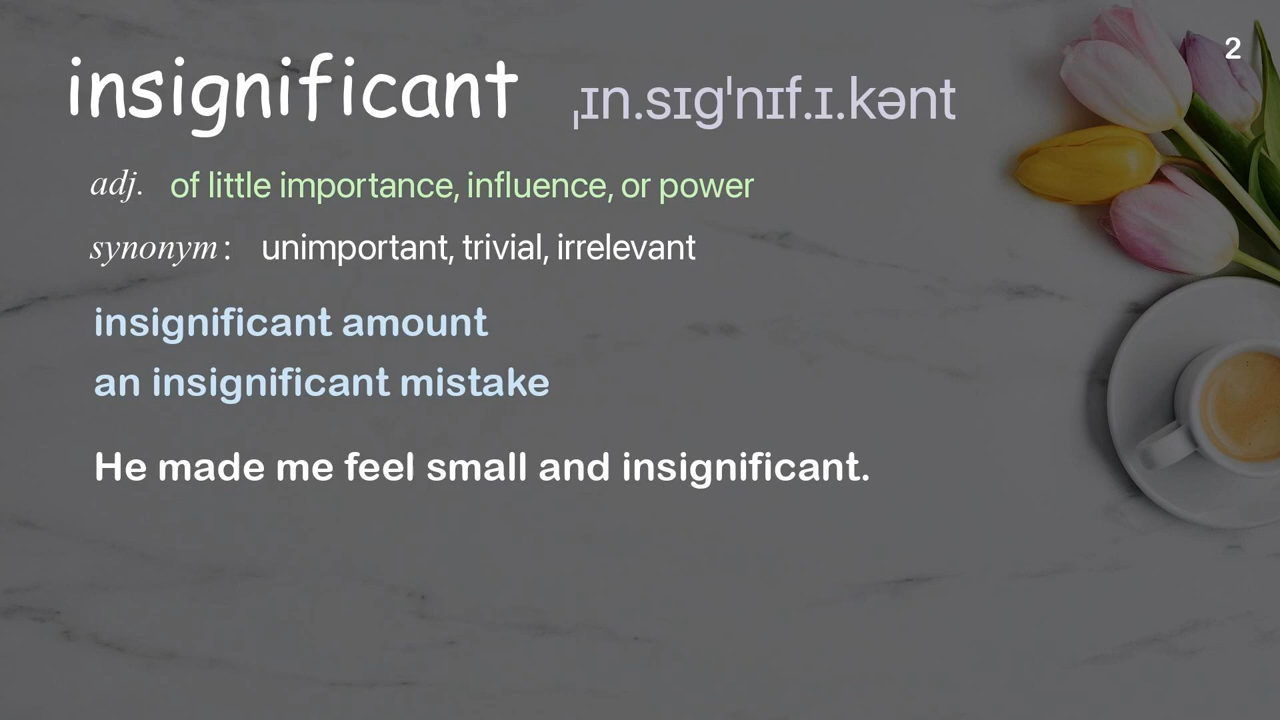 2
insignificant ˌɪn.sɪɡˈnɪf.ɪ.kənt
adj. of little importance, influence, or power
synonym: unimportant, trivial, irrelevant
insignificant amount
an insignificant mistake
He made me feel small and insignificant.